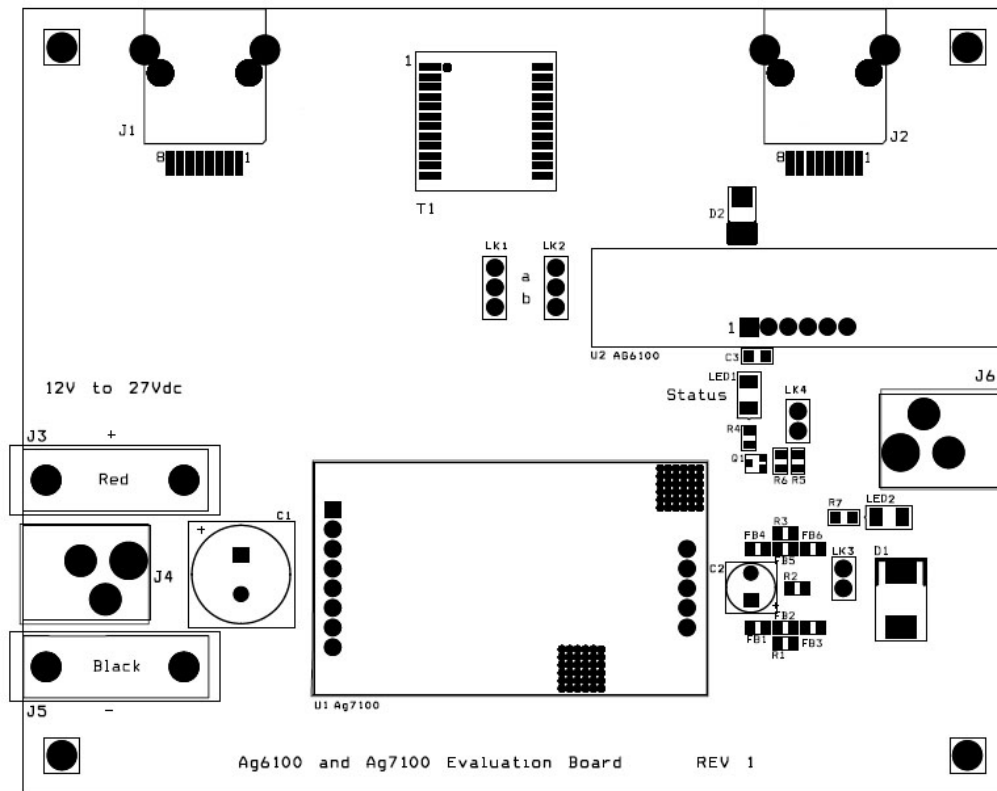 1
J1
8 1
T1
J2
8 1
D2
LK1 LK2
a
b
1
U2 AG6100
C3
LED1
Status
LK4
J6
12V to 27Vdc
J3 +
Red
R4
Q1
R6 R5
C1
+
J4
R7 LED2
R3
FB4 FB6
FB5
C2
R2
LK3
D1
+
FB2
FB1 FB3
R1
Black
J5 -
U1 Ag7100
Ag6100 and Ag7100 Evaluation Board REV 1